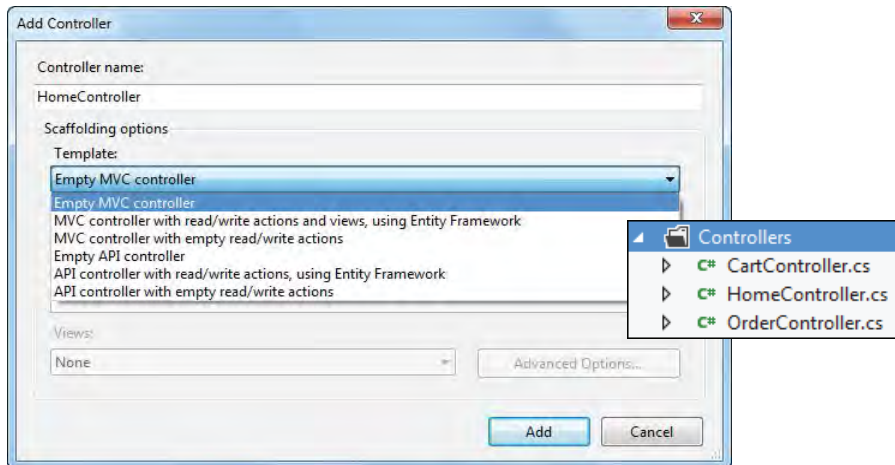 Add Controller
Controller name:
HomeController
Scaffolding options
Template:
Empty MVC controller
Empty MVC controller
MVC controller with read/write actions and views, using Entity Framework
MVC controller with empty read/write actions
Empty API controller
API controller with read/write actions, using Entity Framework
API controller with empty read/write actions
Views:
None
Advanced Options...
Add
Cancel
Controllers
C# CartController.cs
C# HomeController.cs
C# OrderController.cs